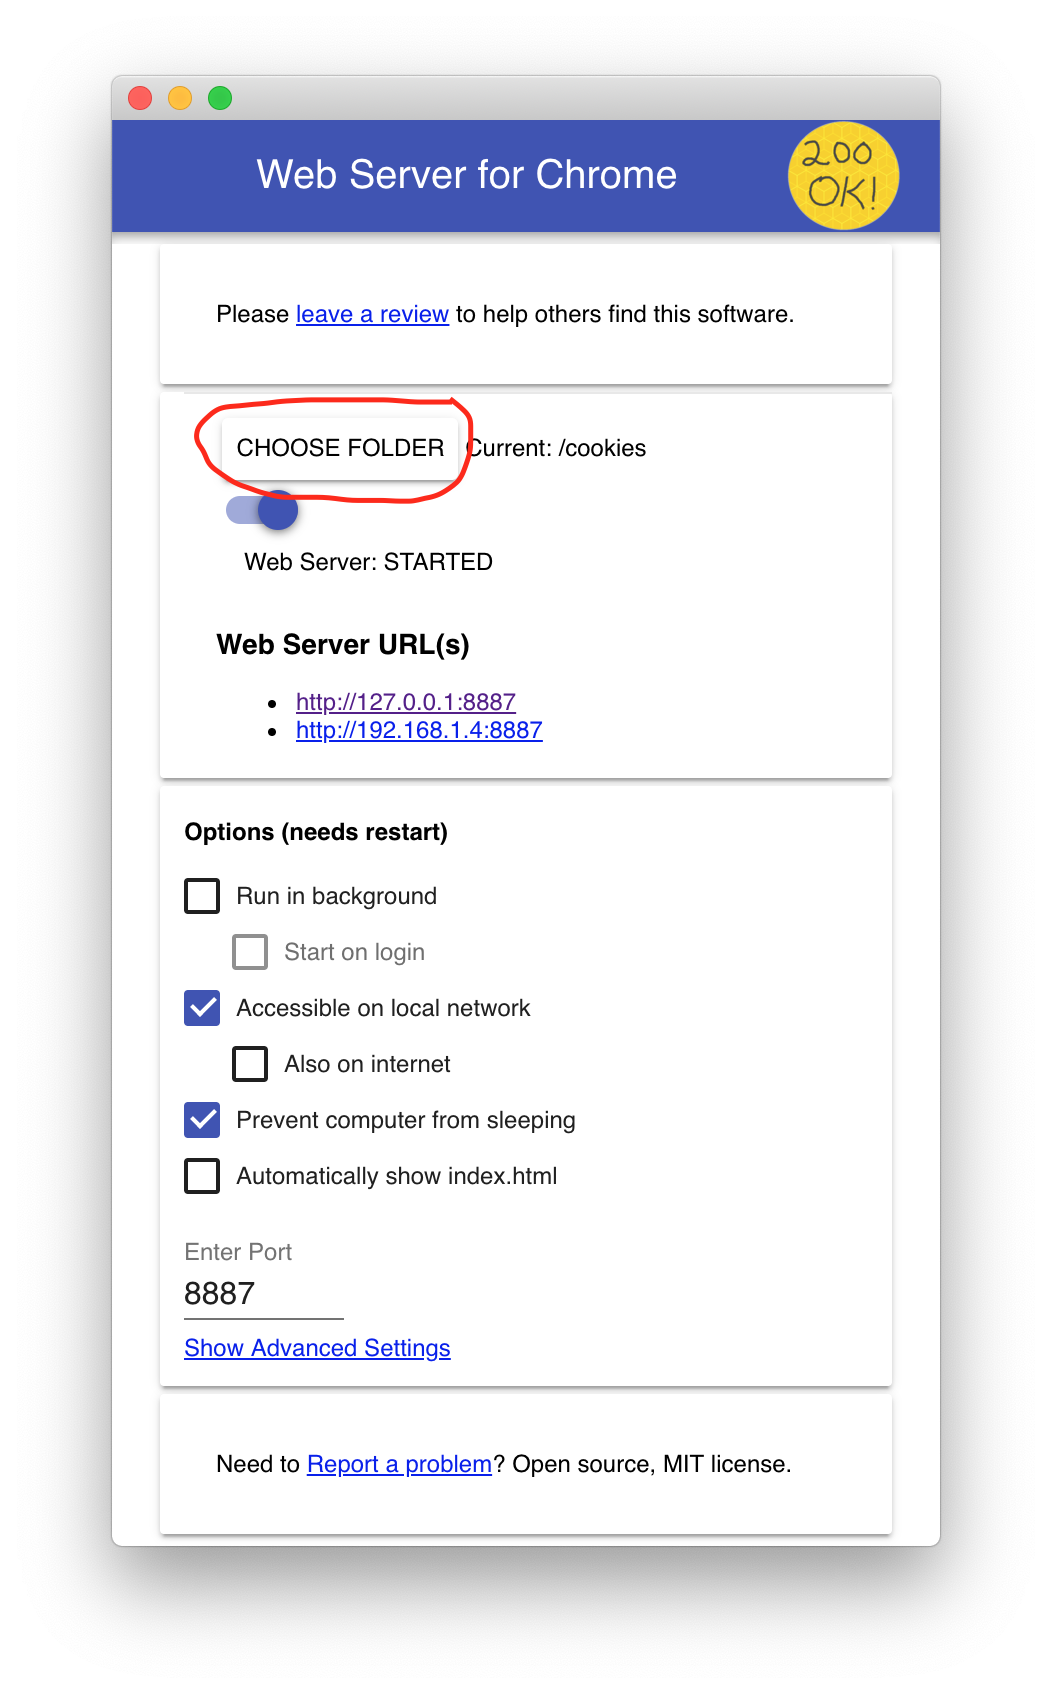 Web Server for Chrome
200
OK!
Please leave a review to help others find this software.
CHOOSE FOLDER Current: /cookies
Web Server: STARTED
Web Server URL(s)
http://127.0.0.1:8887
http://192.168.1.4:8887
Options (needs restart)
Run in background
Start on login
Accessible on local network
Also on internet
Prevent computer from sleeping
Automatically show index.html
Enter Port
8887
Show Advanced Settings
Need to Report a problem? Open source, MIT license.